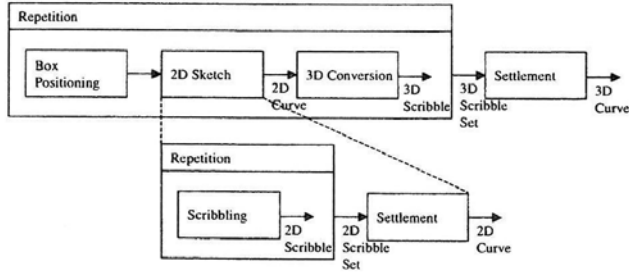 Repetition
Box
Positioning
2D Sketch
2D
Curve
3D Conversion
3D
Scribble
3D
Scribble
Set
Settlement
3D
Curve
Repetition
Scribbling
2D
Scribble
2D
Scribble
Set
Settlement
2D
Curve